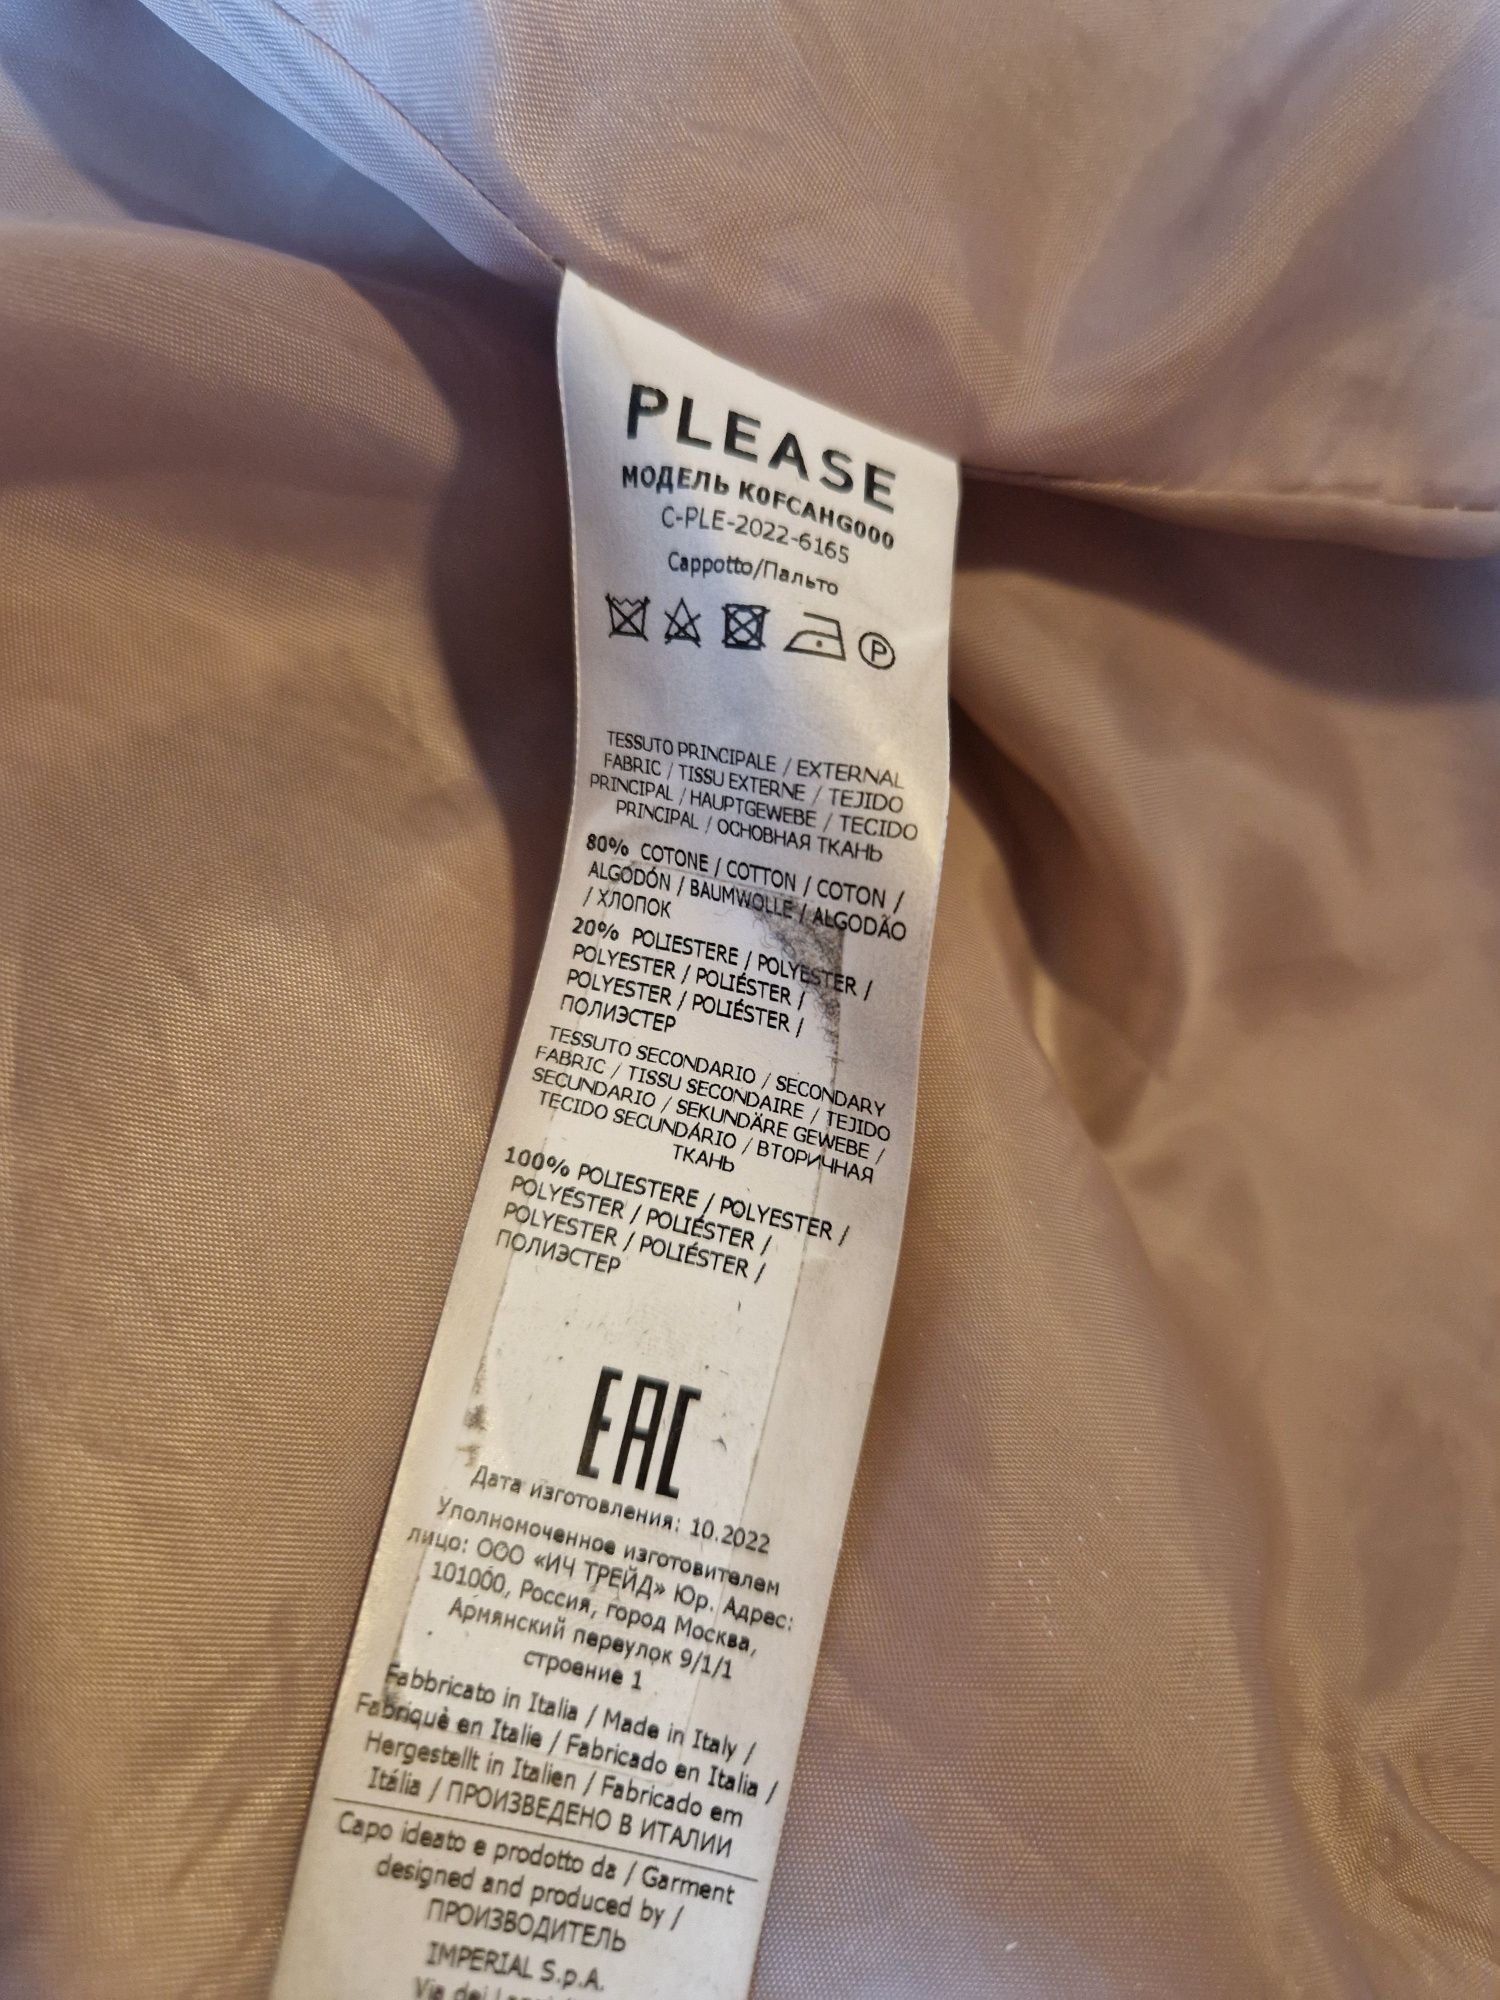 PLEASE
МОДЕЛЬ K0FCAHG000
C-PLE-2022-6165
Cappotto/Пальто
P
TESSUTO PRINCIPALE / EXTERNAL
FABRIC / TISSU EXTERNE / TEJIDO
PRINCIPAL / HAUPTGEWEBE / TECIDO
PRINCIPAL / ОСНОВНАЯ ТКАНЬ
80% COTONE / COTTON / COTON /
ALGODÓN / BAUMWOLLE / ALGODÃO
/ ХЛОПОК
20% POLIESTERE / POLYESTER /
POLYESTER / POLIÉSTER /
POLYESTER / POLIÉSTER /
ПОЛИЭСТЕР
TESSUTO SECONDARIO / SECONDARY
FABRIC / TISSU SECONDAIRE / TEJIDO
SECUNDARIO / SEKUNDÄRE GEWEBE /
TECIDO SECUNDÁRIO / ВТОРИЧНАЯ
ТКАНЬ
100% POLIESTERE / POLYESTER /
POLYÉSTER / POLIÉSTER /
POLYESTER / POLIÉSTER /
ПОЛИЭСТЕР
EAC
Дата изготовления: 10.2022
Уполномоченное изготовителем
лицо: ООО «ИЧ ТРЕЙД» Юр. Адрес:
101000, Россия, город Москва,
Армянский переулок 9/1/1
строение 1
Fabbricato in Italia / Made in Italy /
Fabriquè en Italie / Fabricado en Italia /
Hergestellt in Italien / Fabricado em
Itália / ПРОИЗВЕДЕНО В ИТАЛИИ
Capo ideato e prodotto da / Garment
designed and produced by /
ПРОИЗВОДИТЕЛЬ
IMPERIAL S.p.A.
Via dei